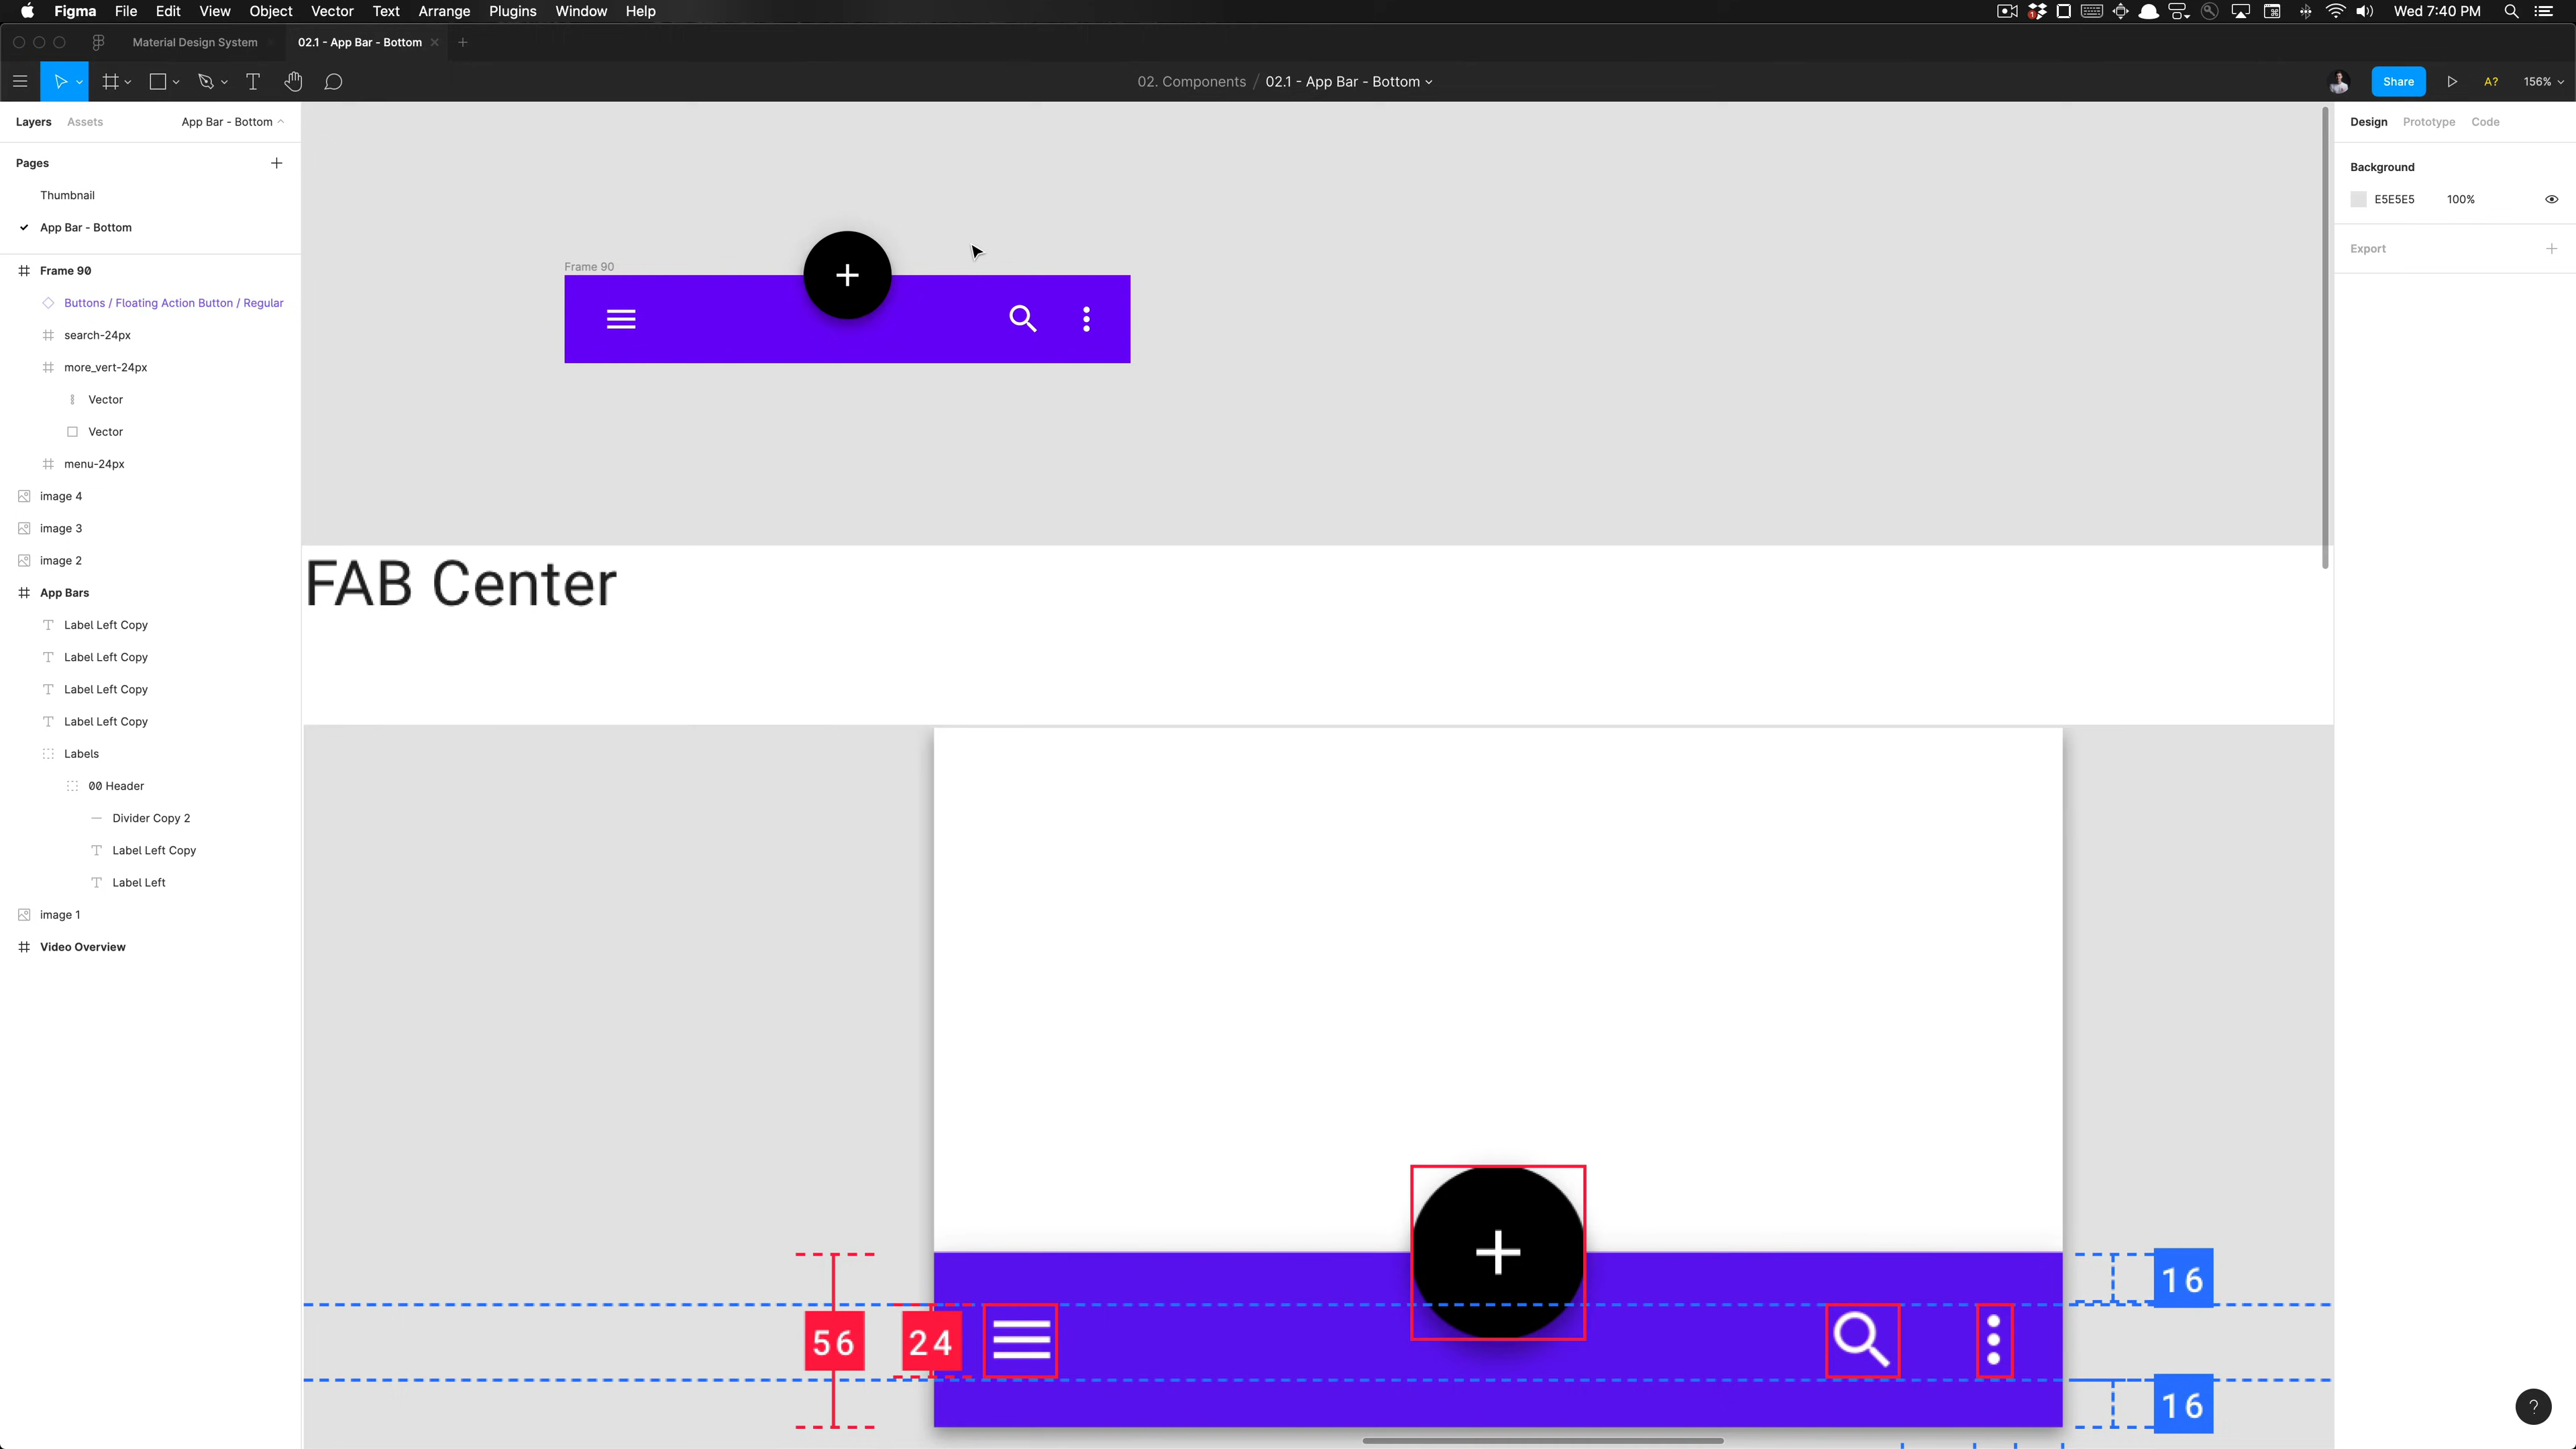 Figma File Edit View Object Vector Text Arrange Plugins Window Help
Wed 7:40 PM
Material Design System
02.1 - App Bar - Bottom
02. Components / 02.1 - App Bar - Bottom
Share
A?
156%
Layers Assets App Bar - Bottom
Design Prototype Code
Pages
Thumbnail
App Bar - Bottom
Background
E5E5E5 100%
Export
Frame 90
Buttons / Floating Action Button / Regular
search-24px
more_vert-24px
Vector
Vector
menu-24px
image 4
image 3
image 2
App Bars
Label Left Copy
Label Left Copy
Label Left Copy
Label Left Copy
Labels
00 Header
Divider Copy 2
Label Left Copy
Label Left
image 1
Video Overview
Frame 90
FAB Center
16
56 24
16
?